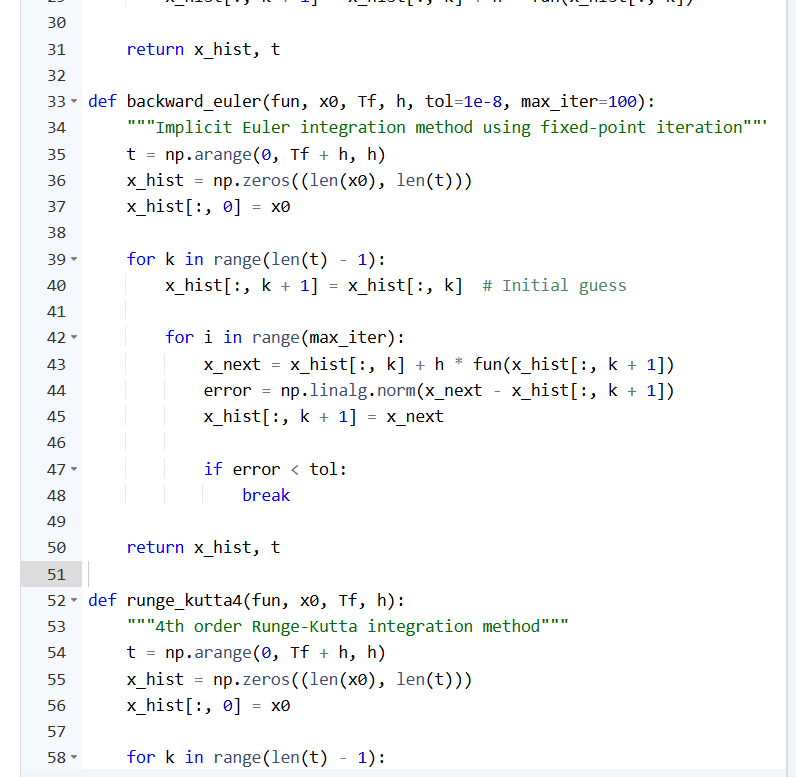 30
31 return x_hist, t
32
33 def backward_euler(fun, x0, Tf, h, tol=1e-8, max_iter=100):
34 """Implicit Euler integration method using fixed-point iteration""'
35 t = np.arange(0, Tf + h, h)
36 x_hist = np.zeros((len(x0), len(t)))
37 x_hist[:, 0] = x0
38
39 for k in range(len(t) - 1):
40 x_hist[:, k + 1] = x_hist[:, k]  # Initial guess
41
42 for i in range(max_iter):
43 x_next = x_hist[:, k] + h * fun(x_hist[:, k + 1])
44 error = np.linalg.norm(x_next - x_hist[:, k + 1])
45 x_hist[:, k + 1] = x_next
46
47 if error < tol:
48 break
49
50 return x_hist, t
51
52 def runge_kutta4(fun, x0, Tf, h):
53 """4th order Runge-Kutta integration method"""
54 t = np.arange(0, Tf + h, h)
55 x_hist = np.zeros((len(x0), len(t)))
56 x_hist[:, 0] = x0
57
58 for k in range(len(t) - 1):